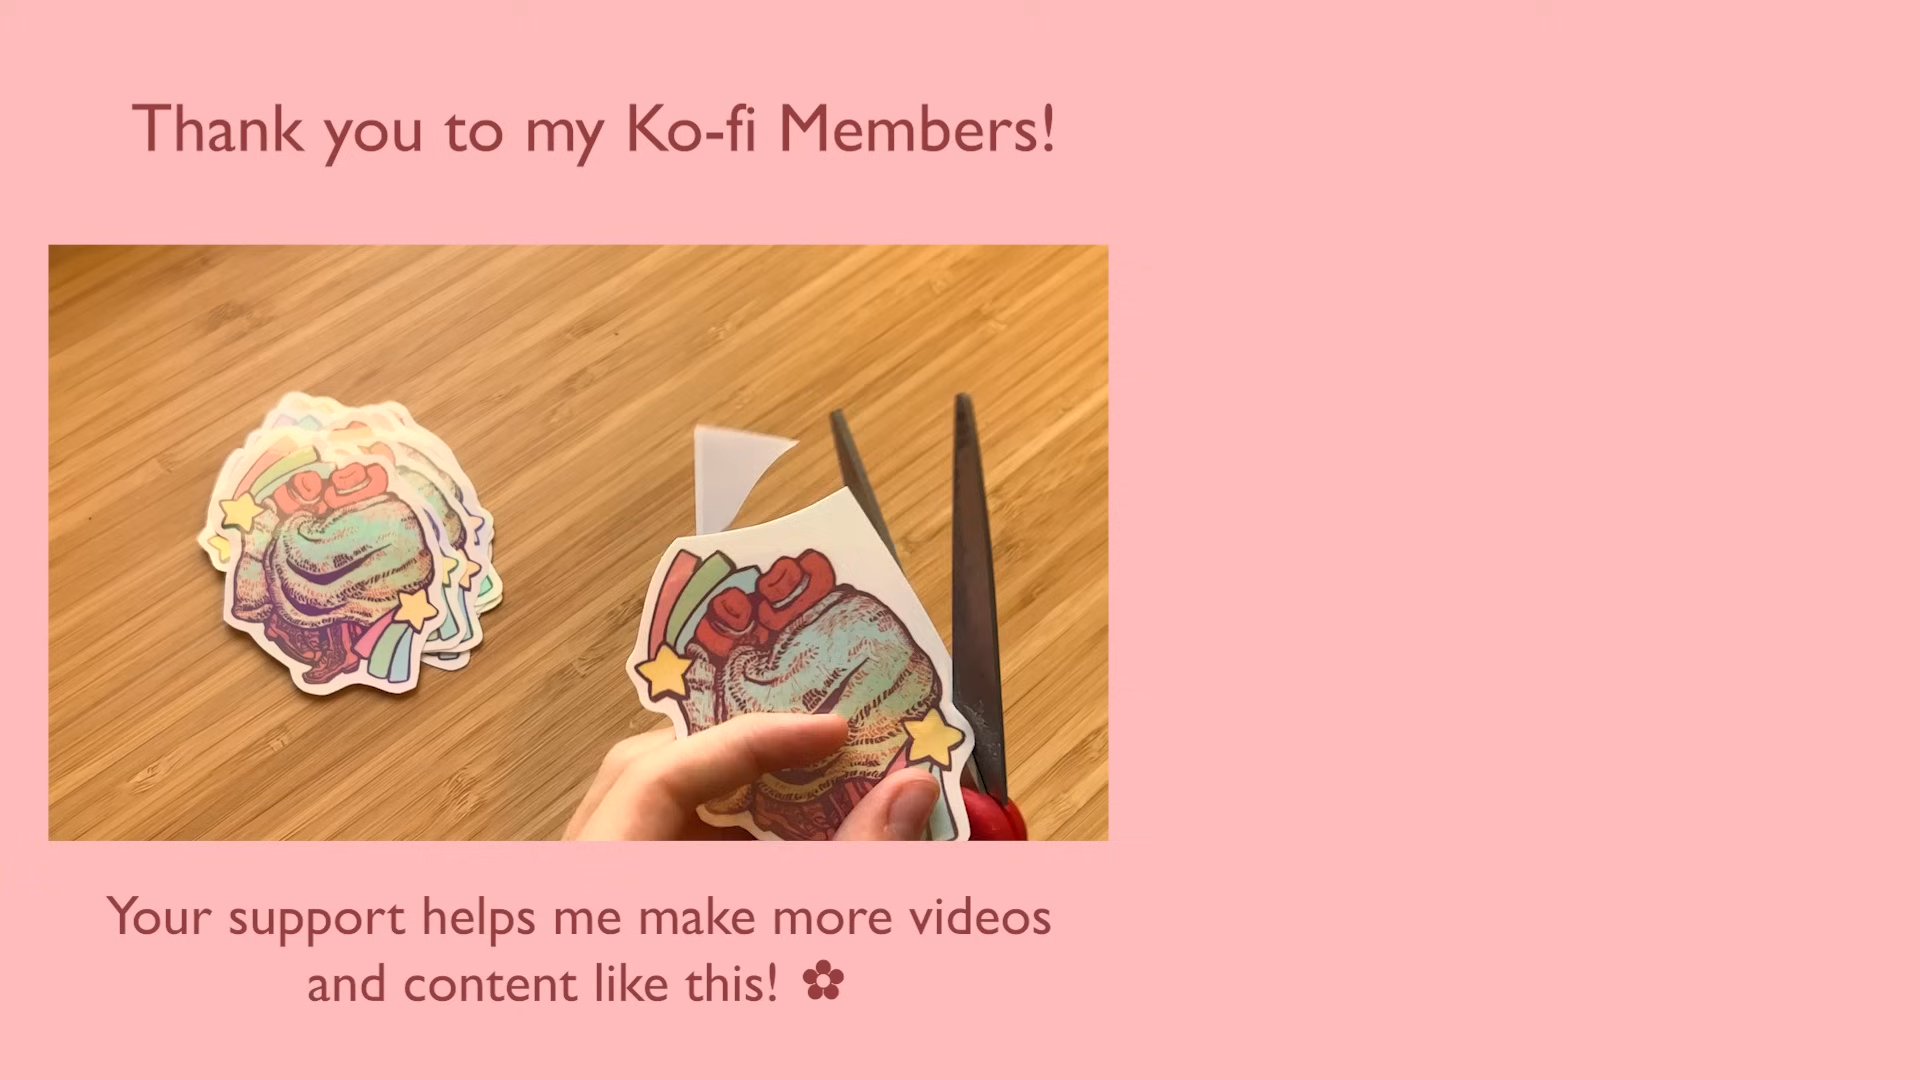 Thank you to my Ko-fi Members!
Your support helps me make more videos
and content like this! ✿